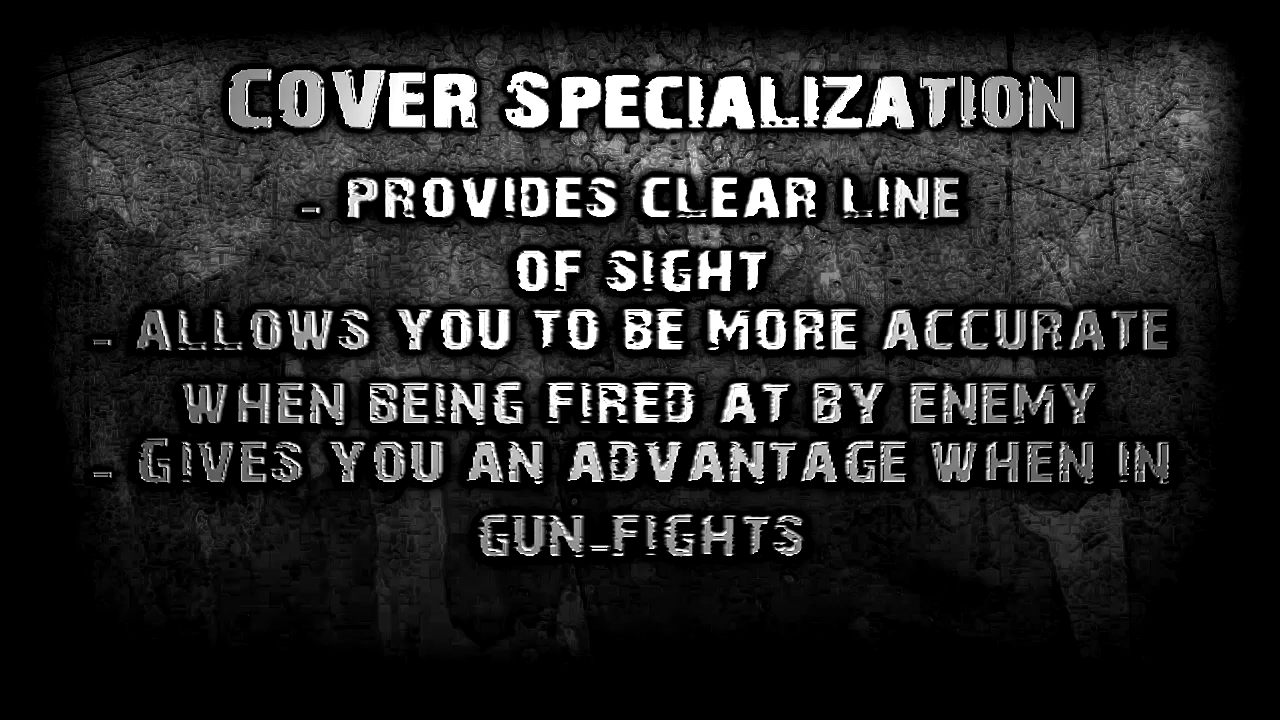 COVER SPECIALIZATION
- PROVIDES CLEAR LINE
OF SIGHT
- ALLOWS YOU TO BE MORE ACCURATE
WHEN BEING FIRED AT BY ENEMY
- GIVES YOU AN ADVANTAGE WHEN IN
GUN-FIGHTS